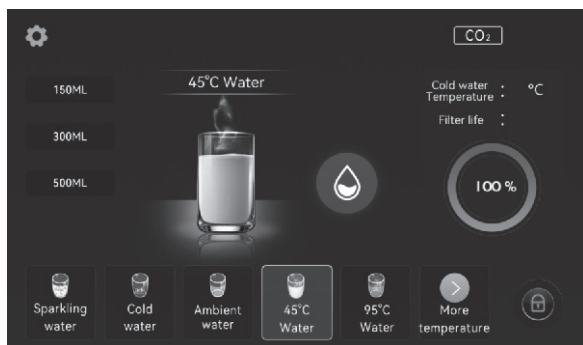 CO₂
150ML
300ML
500ML
45°C Water
Cold water
Temperature : °C
Filter life :
100 %
Sparkling
water
Cold
water
Ambient
water
45°C
Water
95°C
Water
More
temperature